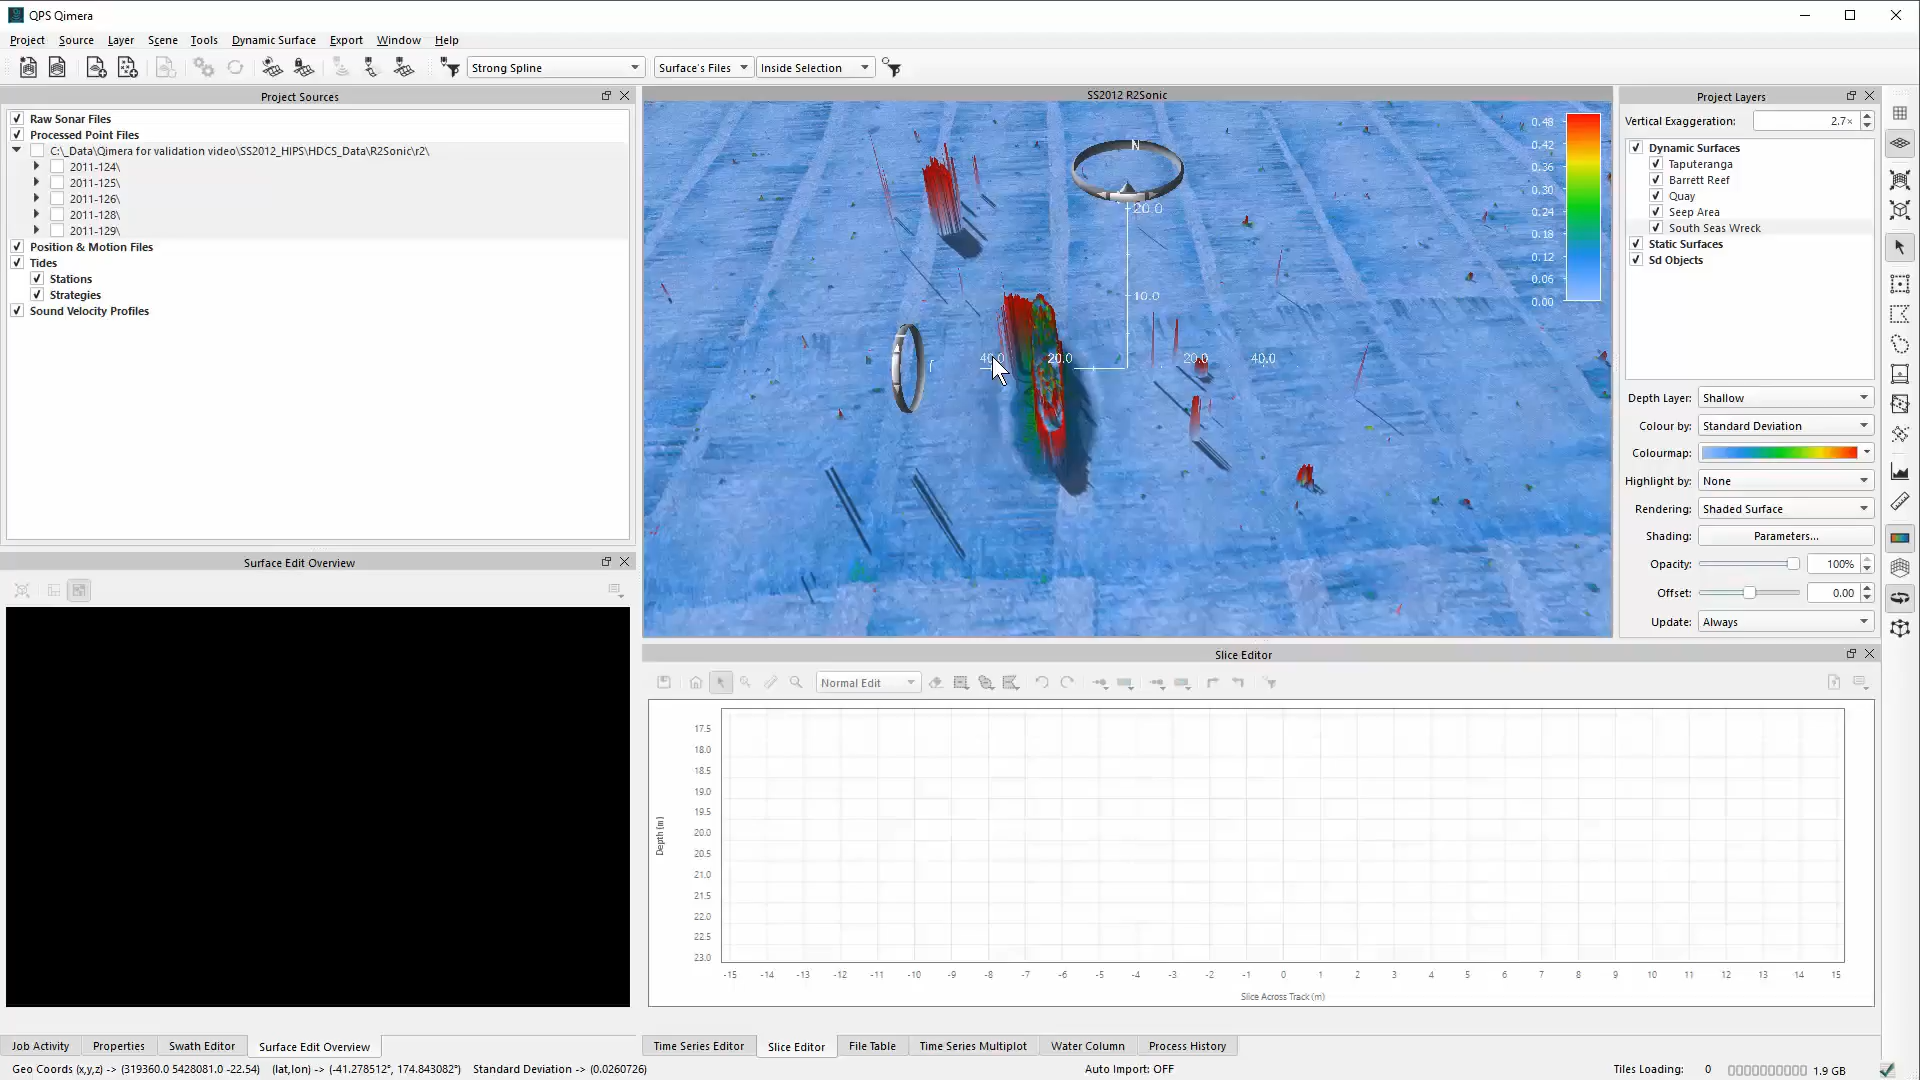 QPS Qimera
Project Source Layer Scene Tools Dynamic Surface Export Window Help
Strong Spline Surface's Files Inside Selection
Project Sources
Raw Sonar Files
Processed Point Files
C:\_Data\Qimera for validation video\SS2012_HIPS\HDCS_Data\R2Sonic\r2\
2011-124\
2011-125\
2011-126\
2011-128\
2011-129\
Position & Motion Files
Tides
Stations
Strategies
Sound Velocity Profiles
Surface Edit Overview
SS2012 R2Sonic
N
20.0
10.0
40.0 20.0 20.0 40.0
0.48
0.42
0.36
0.30
0.24
0.18
0.12
0.06
0.00
Project Layers
Vertical Exaggeration: 2.7×
Dynamic Surfaces
Taputeranga
Barrett Reef
Quay
Seep Area
South Seas Wreck
Static Surfaces
Sd Objects
Depth Layer: Shallow
Colour by: Standard Deviation
Colourmap:
Highlight by: None
Rendering: Shaded Surface
Shading: Parameters...
Opacity: 100%
Offset: 0.00
Update: Always
Slice Editor
Normal Edit
Depth (m)
17.5
18.0
18.5
19.0
19.5
20.0
20.5
21.0
21.5
22.0
22.5
23.0
-15 -14 -13 -12 -11 -10 -9 -8 -7 -6 -5 -4 -3 -2 -1 0 1 2 3 4 5 6 7 8 9 10 11 12 13 14 15
Slice Across Track (m)
Job Activity Properties Swath Editor Surface Edit Overview
Time Series Editor Slice Editor File Table Time Series Multiplot Water Column Process History
Geo Coords (x,y,z) -> (319360.0 5428081.0 -22.54) (lat,lon) -> (-41.278512°, 174.843082°) Standard Deviation -> (0.0260726) Auto Import: OFF Tiles Loading: 0 1.9 GB